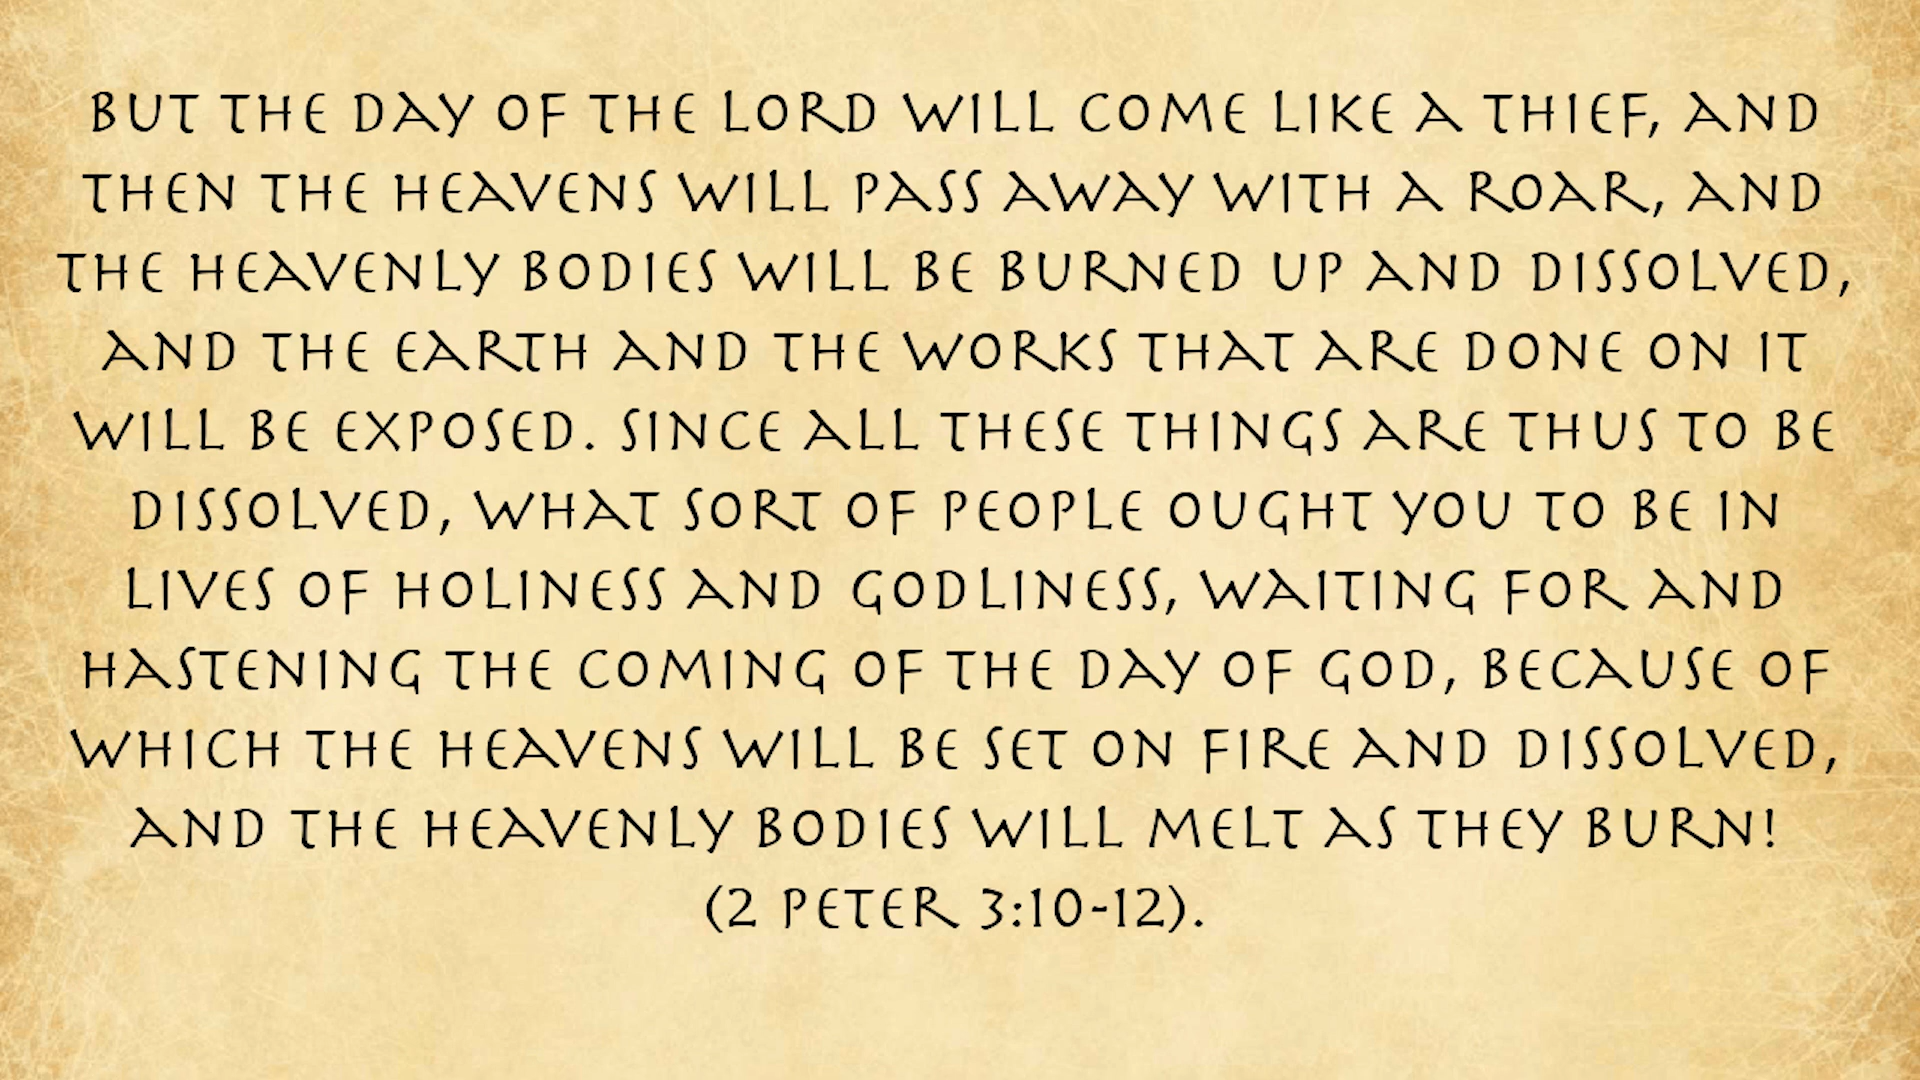 BUT THE DAY OF THE LORD WILL COME LIKE A THIEF, AND
THEN THE HEAVENS WILL PASS AWAY WITH A ROAR, AND
THE HEAVENLY BODIES WILL BE BURNED UP AND DISSOLVED,
AND THE EARTH AND THE WORKS THAT ARE DONE ON IT
WILL BE EXPOSED. SINCE ALL THESE THINGS ARE THUS TO BE
DISSOLVED, WHAT SORT OF PEOPLE OUGHT YOU TO BE IN
LIVES OF HOLINESS AND GODLINESS, WAITING FOR AND
HASTENING THE COMING OF THE DAY OF GOD, BECAUSE OF
WHICH THE HEAVENS WILL BE SET ON FIRE AND DISSOLVED,
AND THE HEAVENLY BODIES WILL MELT AS THEY BURN!
(2 PETER 3:10-12).